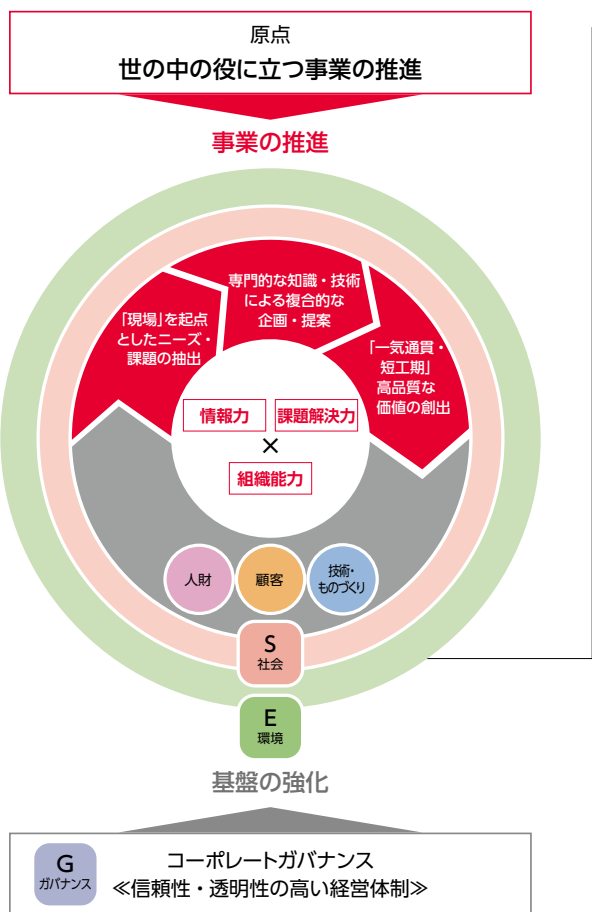 原点
世の中の役に立つ事業の推進
事業の推進
「現場」を起点
としたニーズ・
課題の抽出
専門的な知識・技術
による複合的な
企画・提案
「一気通貫・
短工期」
高品質な
価値の創出
情報力
課題解決力
×
組織能力
人財
顧客
技術・
ものづくり
S
社会
E
環境
基盤の強化
G
ガバナンス
コーポレートガバナンス
≪信頼性・透明性の高い経営体制≫